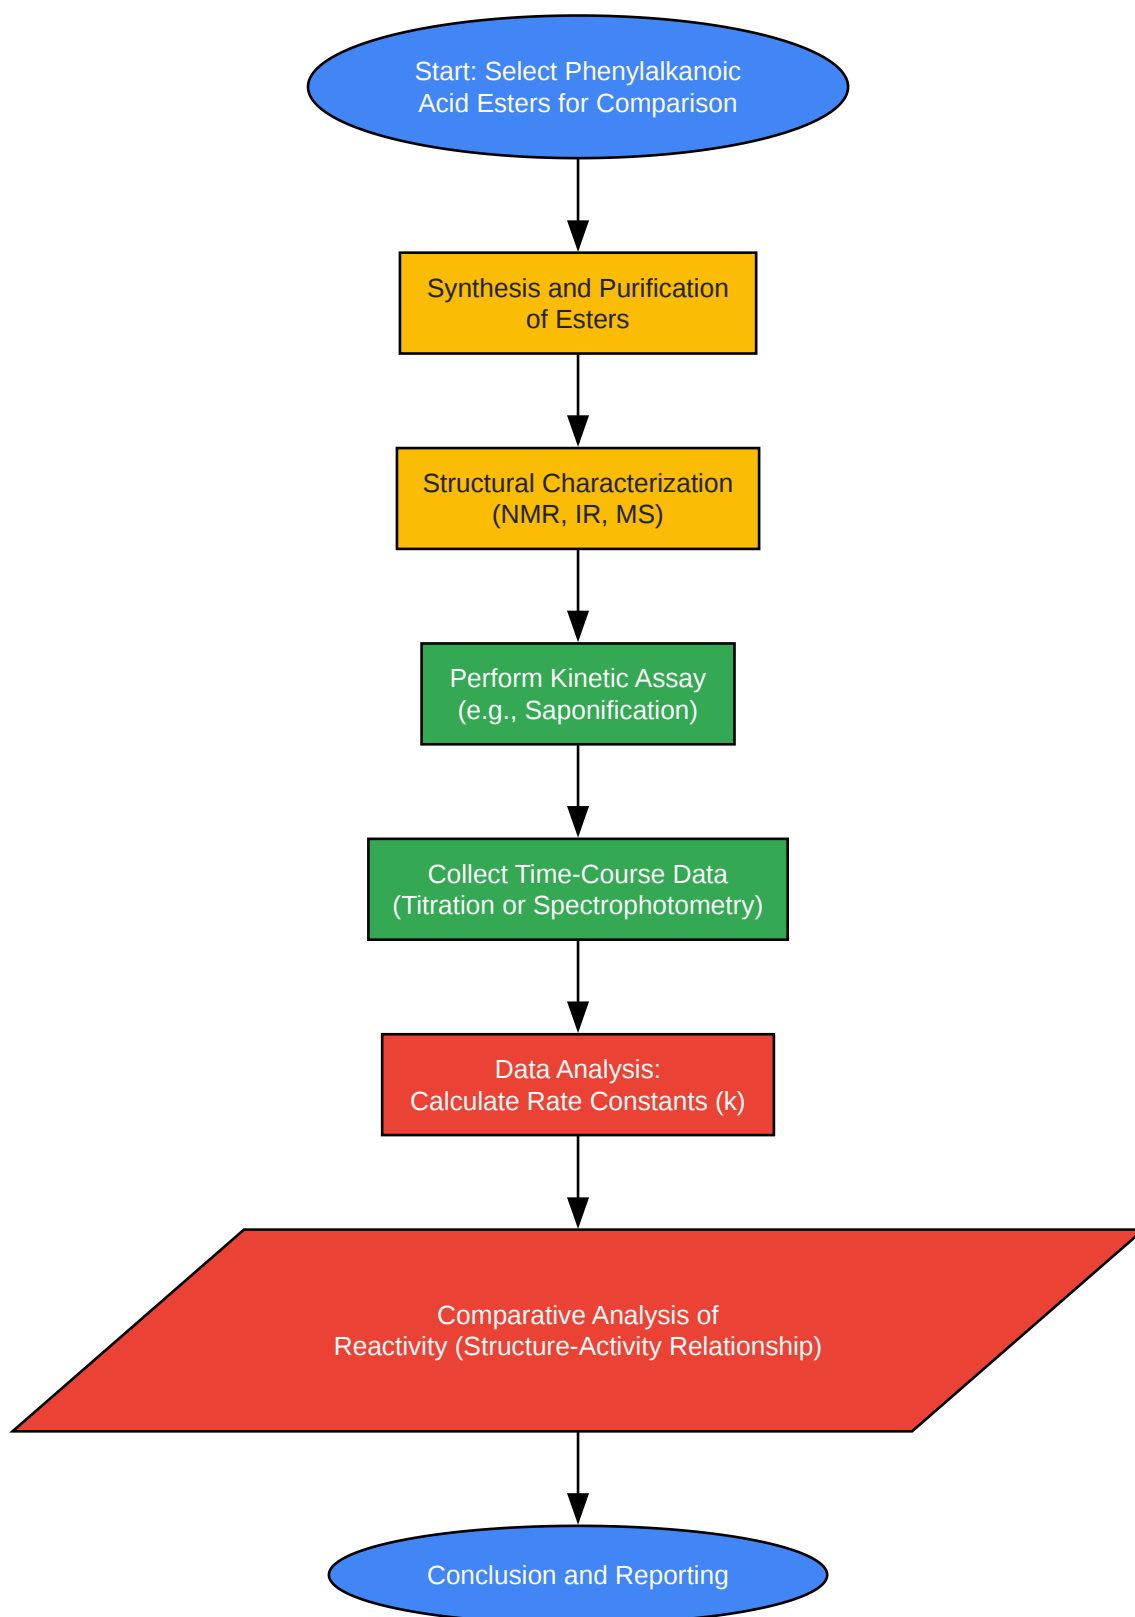 Start: Select Phenylalkanoic
Acid Esters for Comparison
Synthesis and Purification
of Esters
Structural Characterization
(NMR, IR, MS)
Perform Kinetic Assay
(e.g., Saponification)
Collect Time-Course Data
(Titration or Spectrophotometry)
Data Analysis:
Calculate Rate Constants (k)
Comparative Analysis of
Reactivity (Structure-Activity Relationship)
Conclusion and Reporting